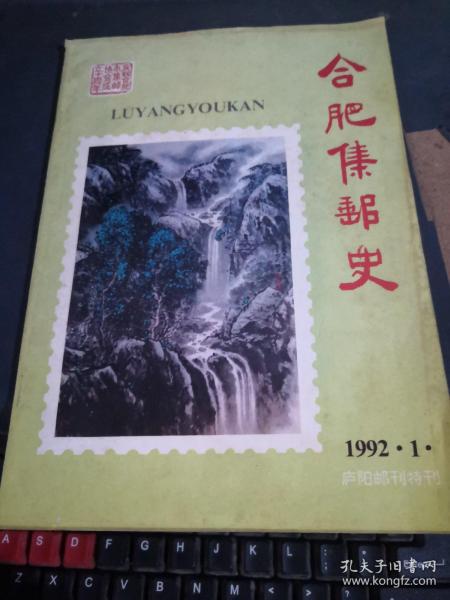 合肥集郵史
LUYANGYOUKAN
1992·1·
庐阳邮刊特刊
A S D F G H J K L
Z X C V B N M
孔夫子旧书网
www.kongfz.com